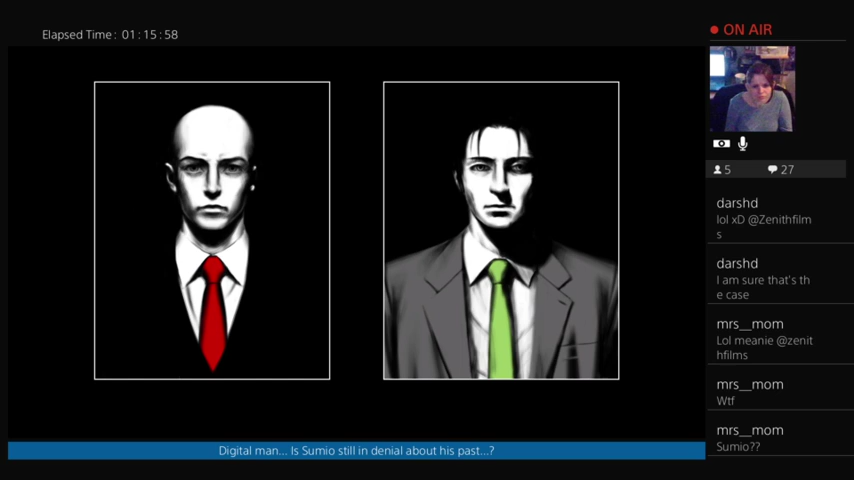 Elapsed Time: 01:15:58
ON AIR
5
27
darshd
lol xD @Zenithfilm
s
darshd
I am sure that's th
e case
mrs__mom
Lol meanie @zenit
hfilms
mrs__mom
Wtf
mrs__mom
Sumio??
Digital man... Is Sumio still in denial about his past...?